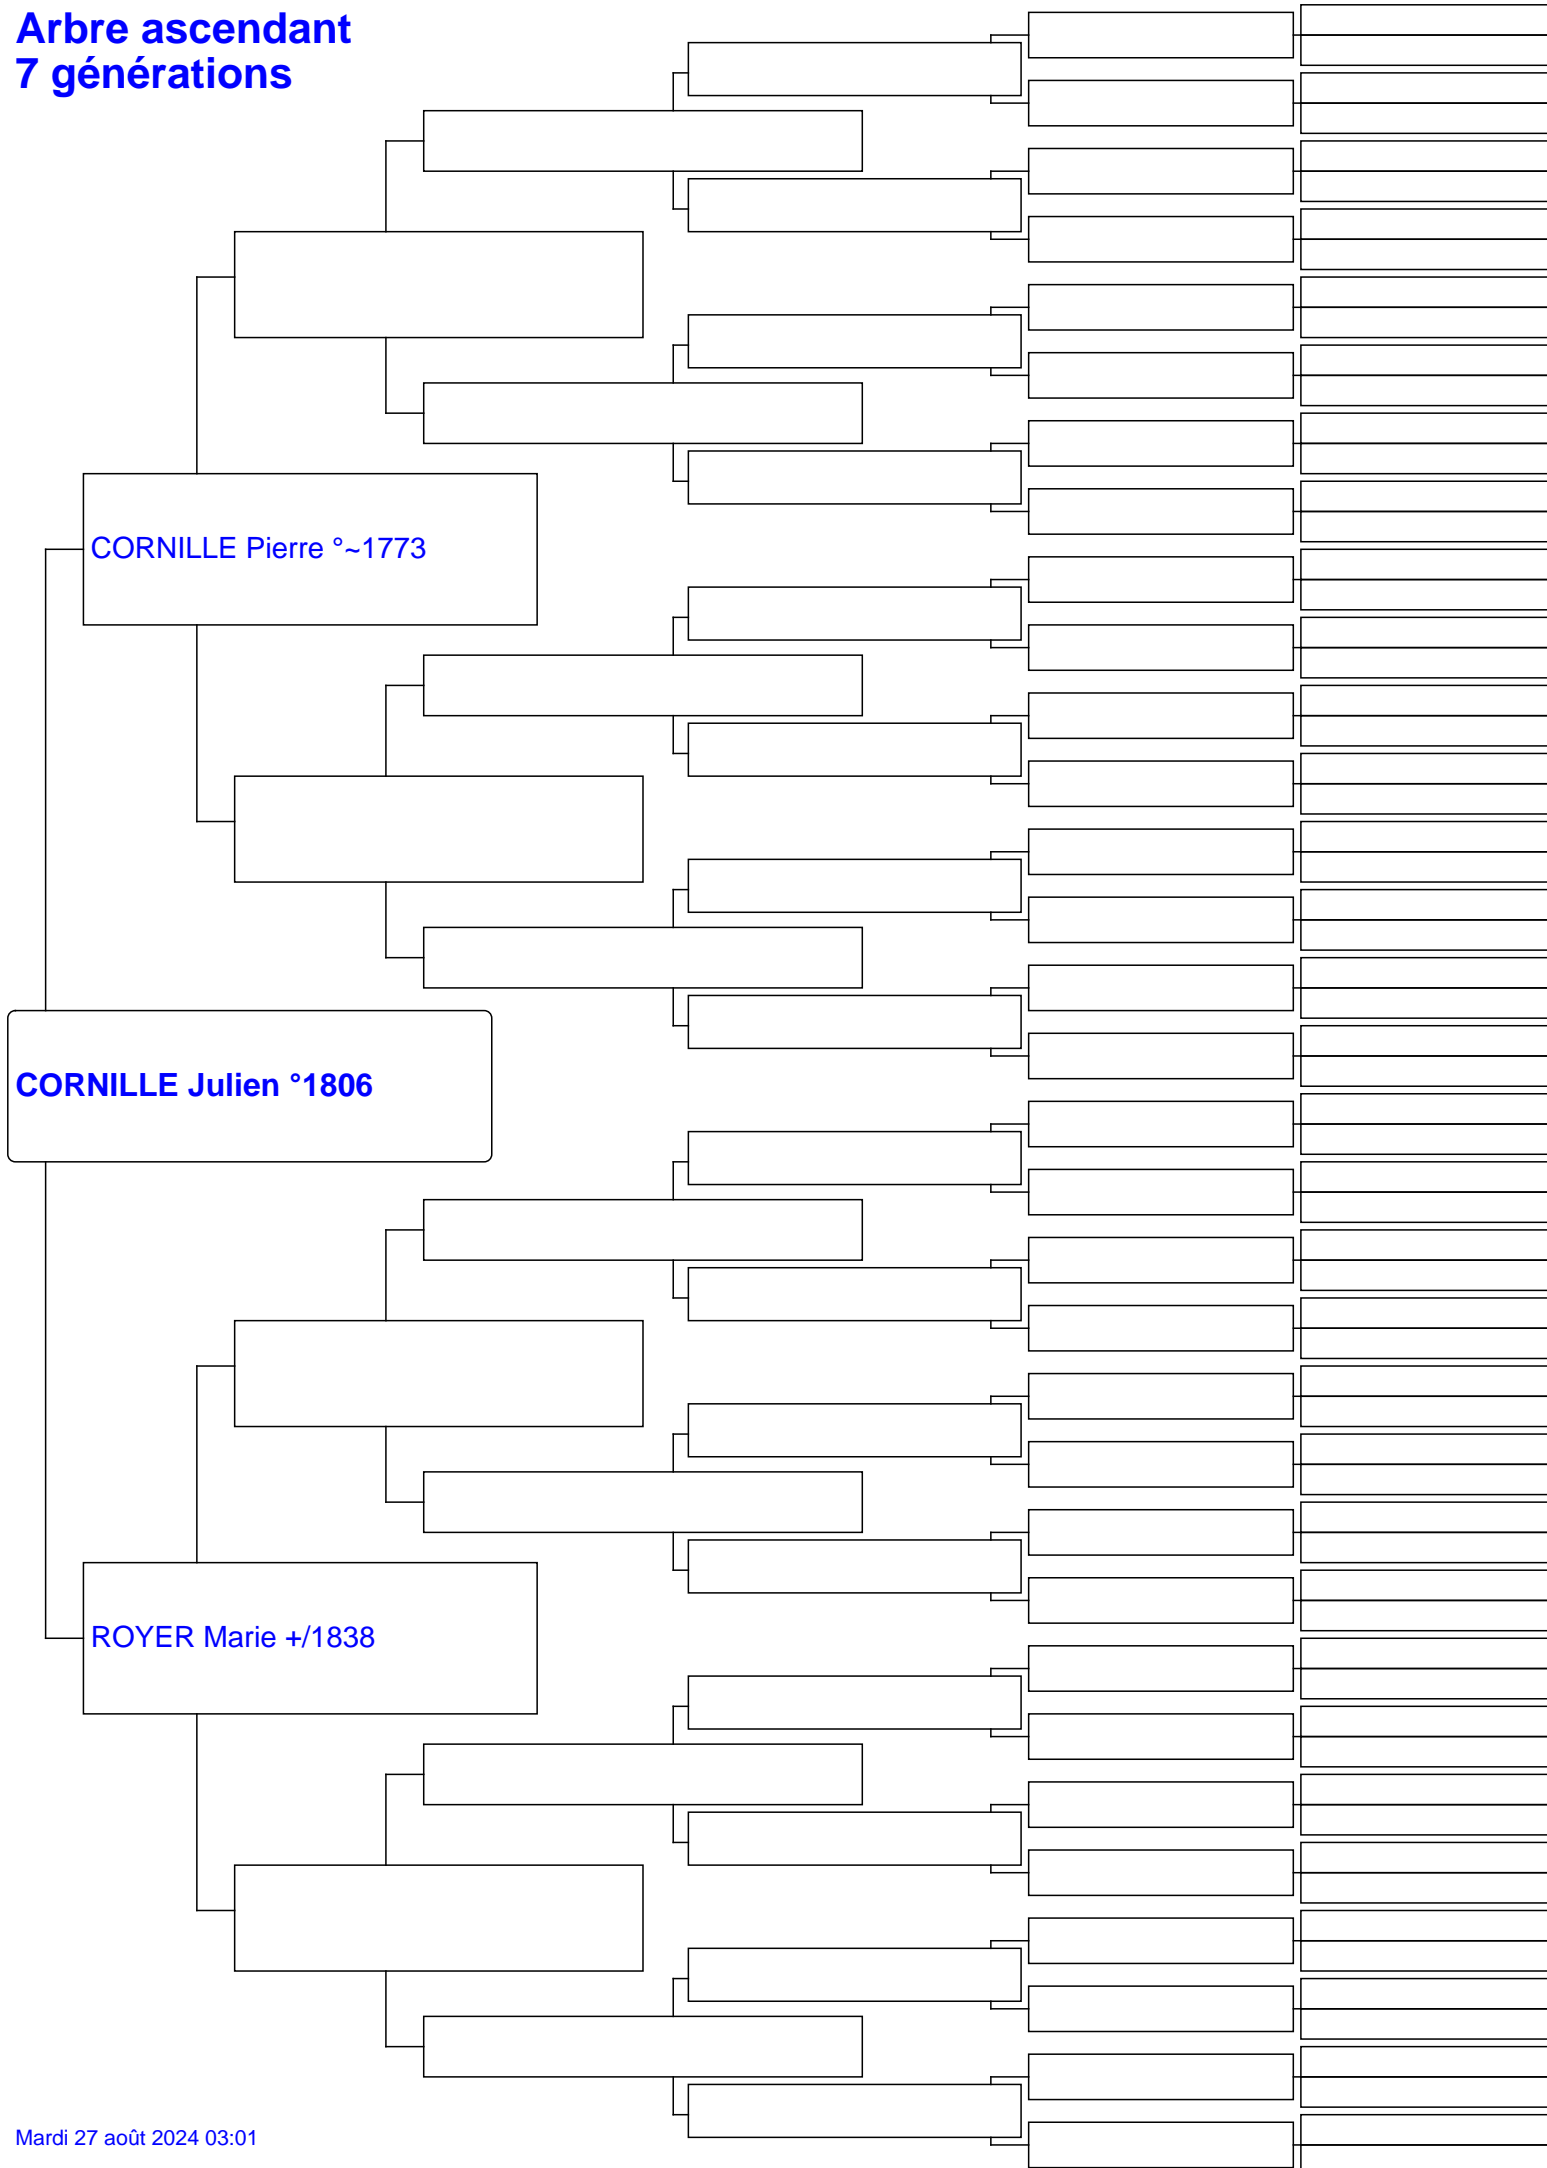 Arbre ascendant
7 générations
CORNILLE Pierre °~1773
CORNILLE Julien °1806
ROYER Marie +/1838
Mardi 27 août 2024 03:01